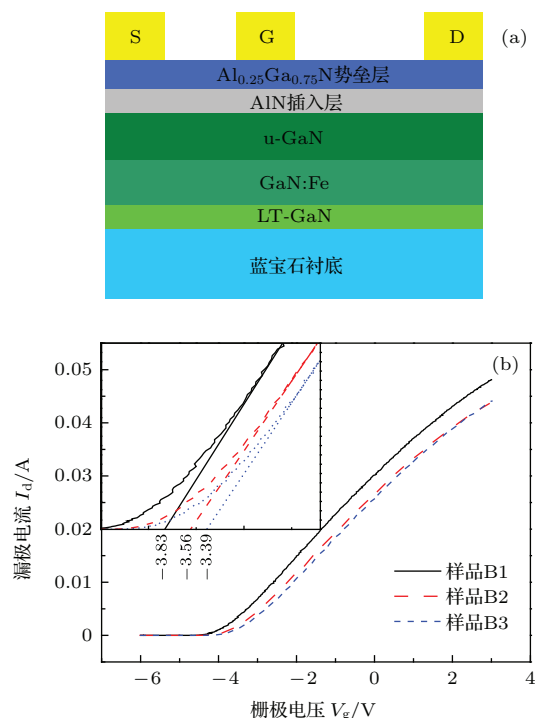 S G D (a)
Al0.25Ga0.75N势垒层
AlN插入层
u-GaN
GaN:Fe
LT-GaN
蓝宝石衬底
(b)
0.05
0.04
0.03
0.02
0.01
0
漏极电流 Id/A
−3.83
−3.56
−3.39
样品B1
样品B2
样品B3
−6 −4 −2 0 2 4
栅极电压 Vg/V